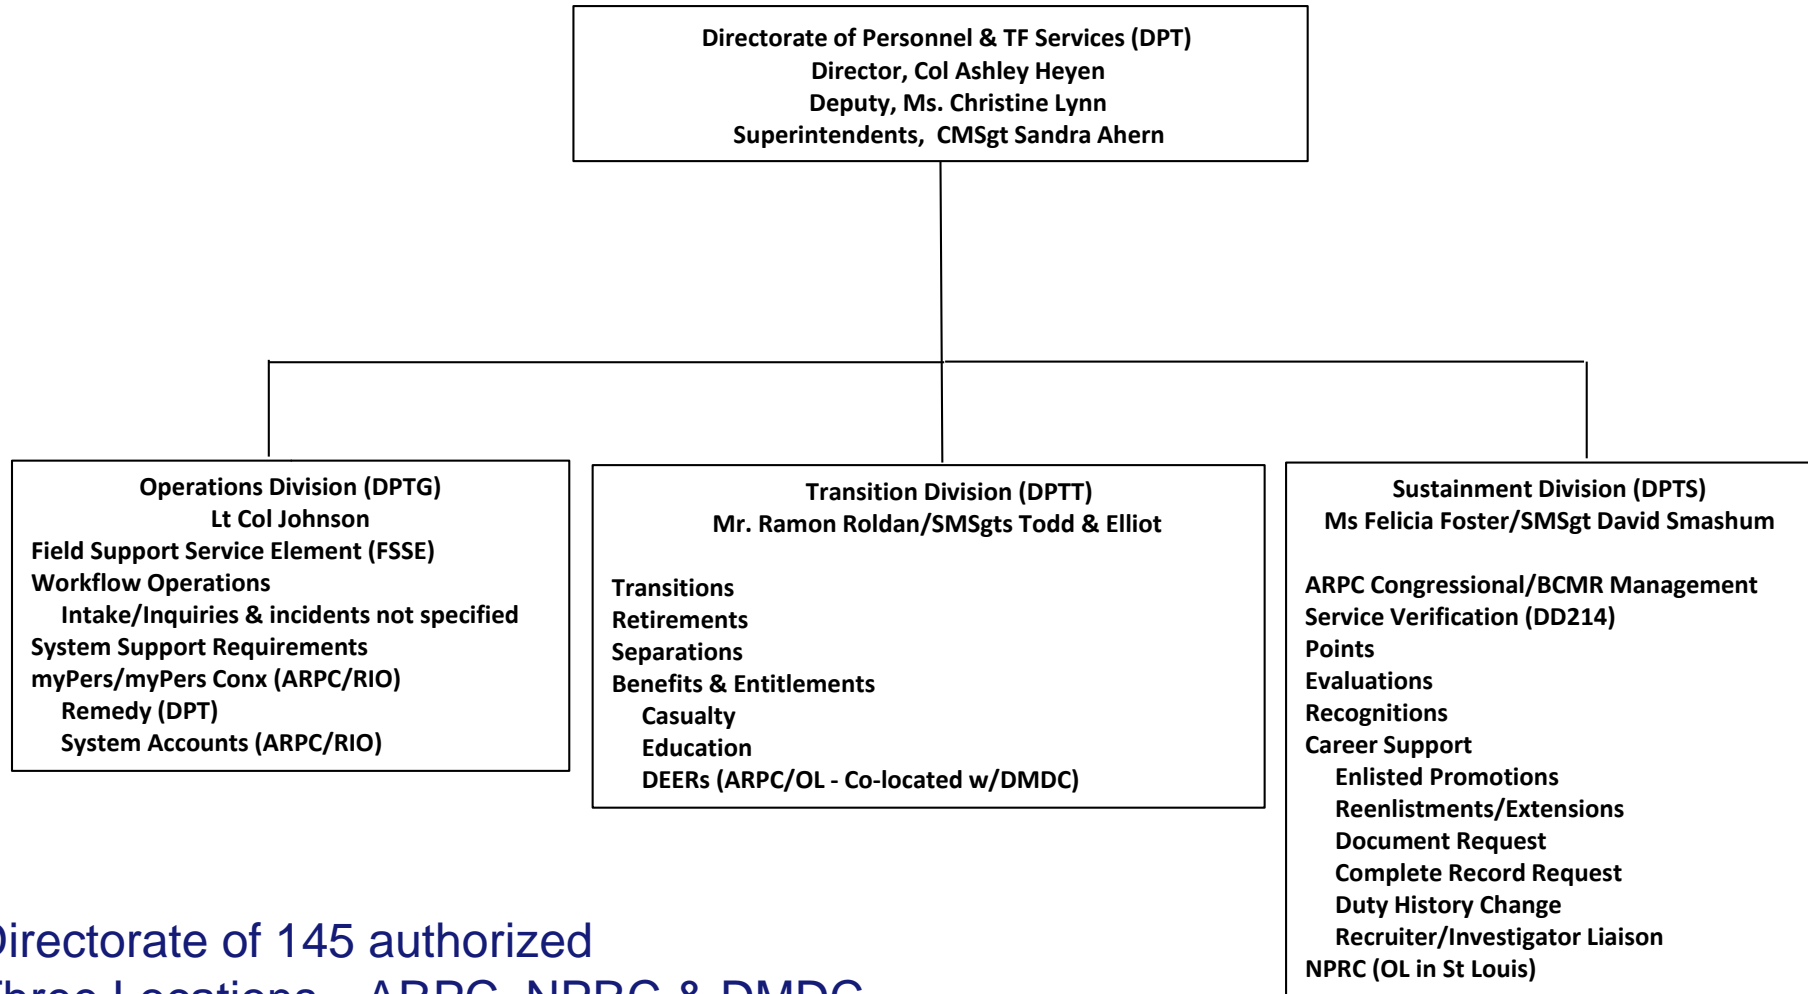 Directorate of Personnel & TF Services (DPT)
Director, Col Ashley Heyen
Deputy, Ms. Christine Lynn
Superintendents, CMSgt Sandra Ahern
Operations Division (DPTG)
Lt Col Johnson
Field Support Service Element (FSSE)
Workflow Operations
Intake/Inquiries & incidents not specified
System Support Requirements
myPers/myPers Conx (ARPC/RIO)
Remedy (DPT)
System Accounts (ARPC/RIO)
Transition Division (DPTT)
Mr. Ramon Roldan/SMSgts Todd & Elliot
Transitions
Retirements
Separations
Benefits & Entitlements
Casualty
Education
DEERs (ARPC/OL - Co-located w/DMDC)
Sustainment Division (DPTS)
Ms Felicia Foster/SMSgt David Smashum
ARPC Congressional/BCMR Management
Service Verification (DD214)
Points
Evaluations
Recognitions
Career Support
Enlisted Promotions
Reenlistments/Extensions
Document Request
Complete Record Request
Duty History Change
Recruiter/Investigator Liaison
NPRC (OL in St Louis)
Directorate of 145 authorized
Three Locations ARPC, NPRC & DMDC